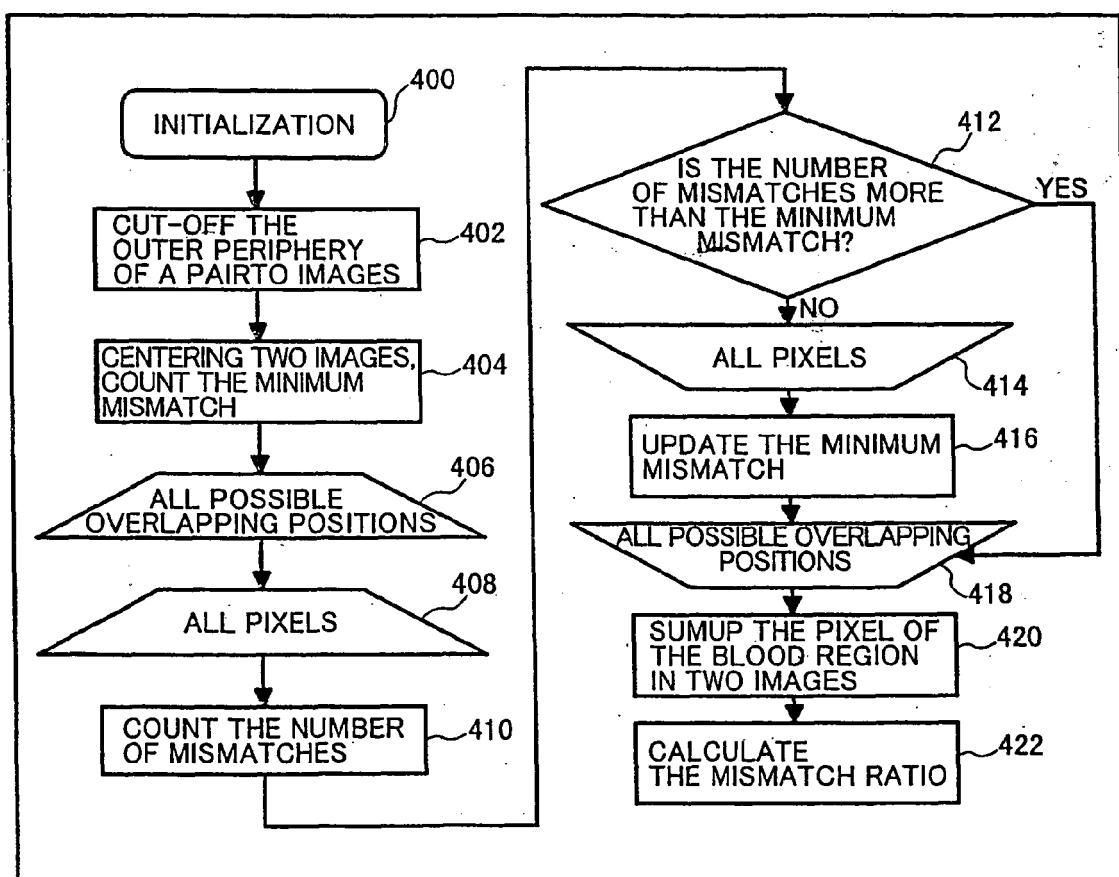 400
INITIALIZATION
CUT-OFF THE
OUTER PERIPHERY
OF A PAIRTO IMAGES
402
CENTERING TWO IMAGES,
COUNT THE MINIMUM
MISMATCH
404
ALL POSSIBLE
OVERLAPPING POSITIONS
406
ALL PIXELS
408
COUNT THE NUMBER
OF MISMATCHES
410
412
IS THE NUMBER
OF MISMATCHES MORE
THAN THE MINIMUM
MISMATCH?
YES
NO
ALL PIXELS
414
UPDATE THE MINIMUM
MISMATCH
416
ALL POSSIBLE OVERLAPPING
POSITIONS
418
SUMUP THE PIXEL OF
THE BLOOD REGION
IN TWO IMAGES
420
CALCULATE
THE MISMATCH RATIO
422